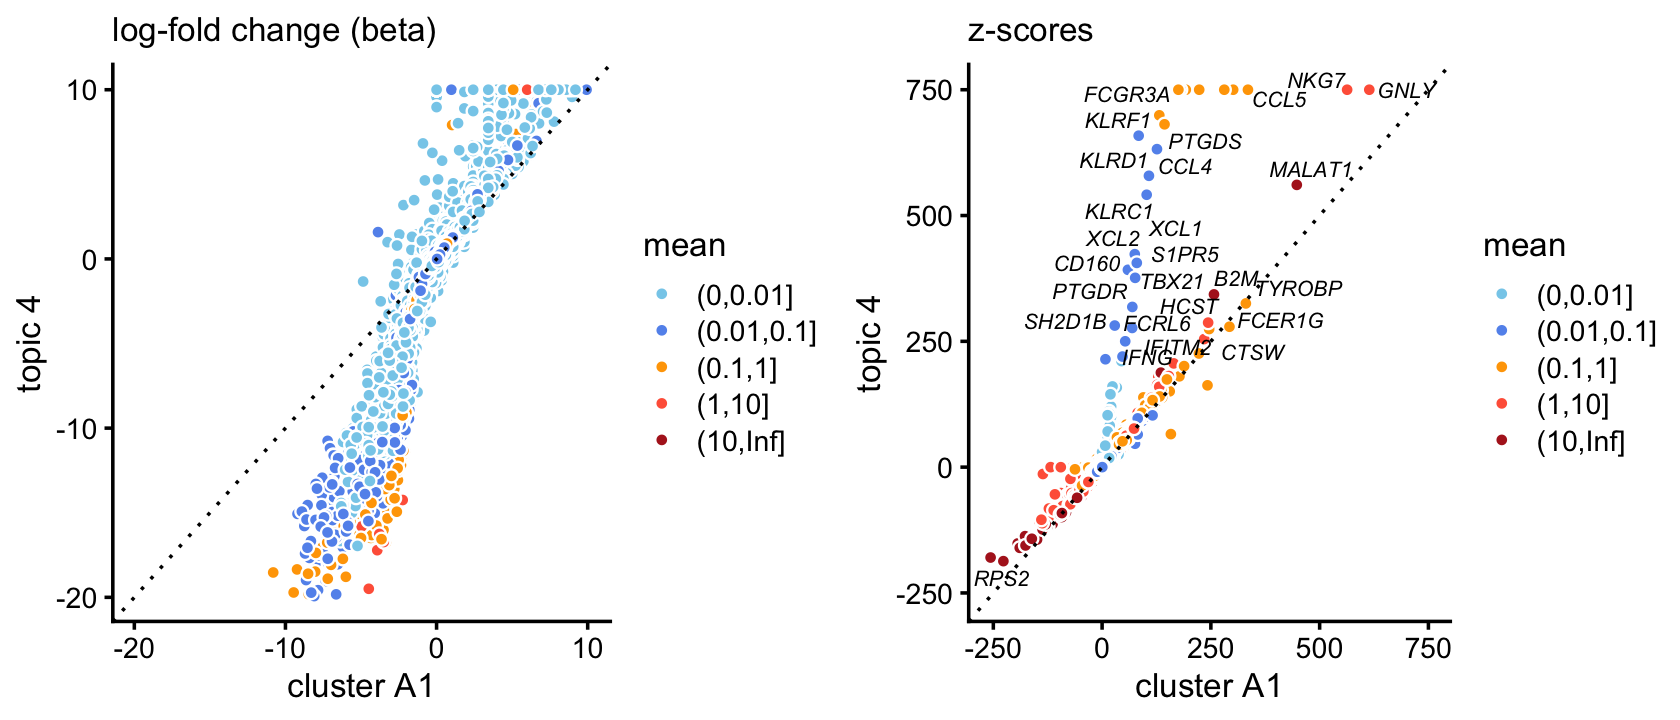 log-fold change (beta)
10
0
-10
-20
-20
-10
0
10
topic 4
cluster A1
mean
(0,0.01]
(0.01,0.1]
(0.1,1]
(1,10]
(10,Inf]
z-scores
750
500
250
0
-250
-250
0
250
500
750
topic 4
cluster A1
NKG7
FCGR3A
GNLY
CCL5
KLRF1
PTGDS
KLRD1
CCL4
MALAT1
KLRC1
XCL1
XCL2
S1PR5
CD160
TBX21
B2M
TYROBP
PTGDR
HCST
SH2D1B
FCRL6
FCER1G
IFITM2
IFNG
CTSW
RPS2
mean
(0,0.01]
(0.01,0.1]
(0.1,1]
(1,10]
(10,Inf]